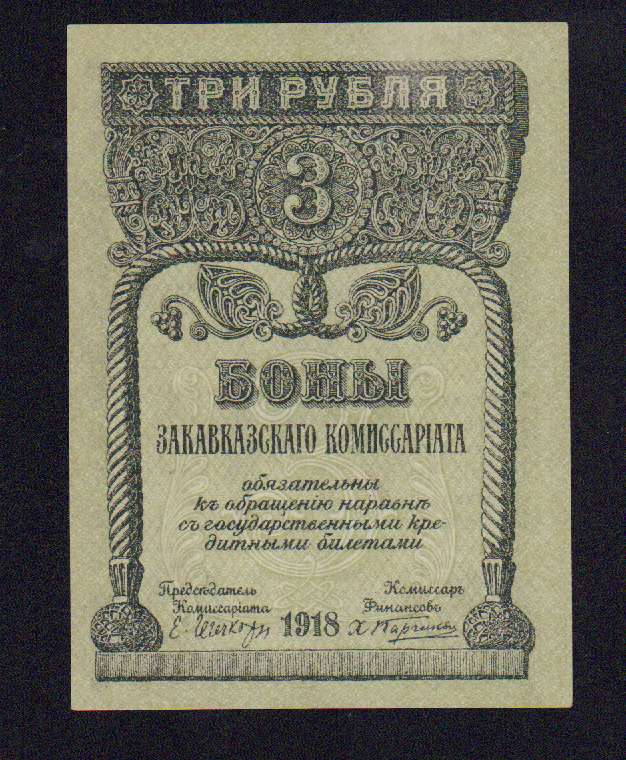 ТРИ РУБЛЯ
3
БОНЫ
ЗАКАВКАЗСКАГО КОМИССАРІАТА
обязательны
къ обращенію наравнѣ
съ государственными кре-
дитными билетами
Предсѣдатель
Комиссаріата
Комиссаръ
Финансовъ
Е. Гегечкори
1918